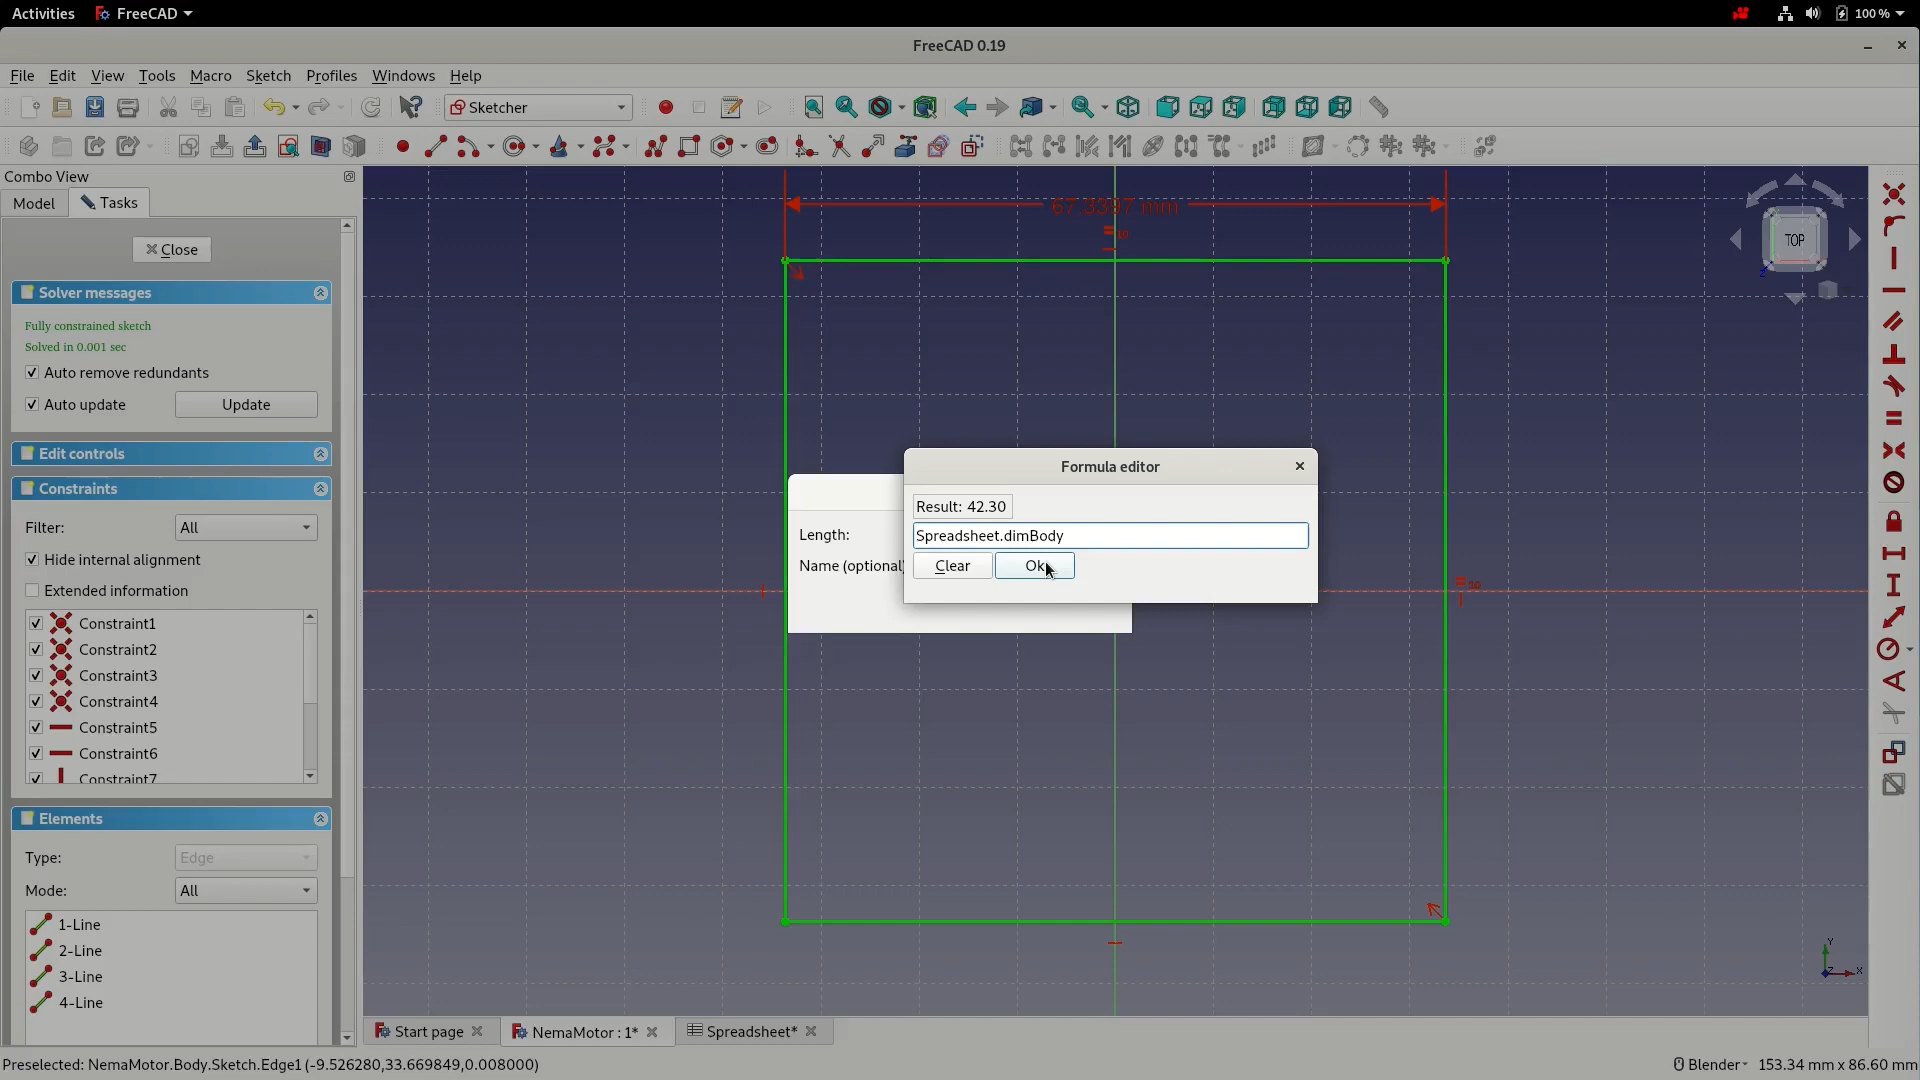 Activities FreeCAD 100 %
FreeCAD 0.19
File Edit View Tools Macro Sketch Profiles Windows Help
Sketcher
Combo View
Model Tasks
Close
Solver messages
Fully constrained sketch
Solved in 0.001 sec
Auto remove redundants
Auto update Update
Edit controls
Constraints
Filter: All
Hide internal alignment
Extended information
Constraint1
Constraint2
Constraint3
Constraint4
Constraint5
Constraint6
Constraint7
Elements
Type: Edge
Mode: All
1-Line
2-Line
3-Line
4-Line
67.3397 mm
10
TOP
Formula editor
Result: 42.30
Length:
Spreadsheet.dimBody
Name (optional)
Clear Ok
Y
X
Z
Start page NemaMotor : 1* Spreadsheet*
Preselected: NemaMotor.Body.Sketch.Edge1 (-9.526280,33.669849,0.008000) Blender 153.34 mm x 86.60 mm